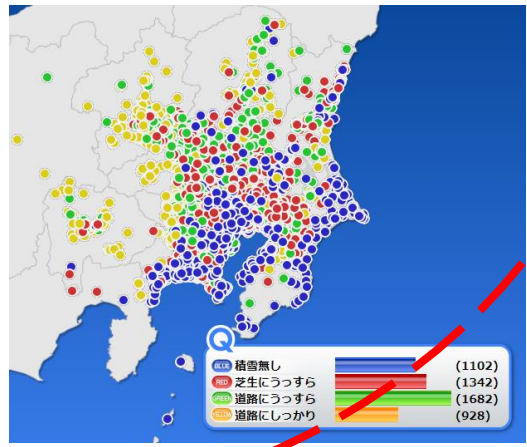 Q
BLUE 積雪無し (1102)
RED 芝生にうっすら (1342)
GREEN 道路にうっすら (1682)
YELLOW 道路にしっかり (928)